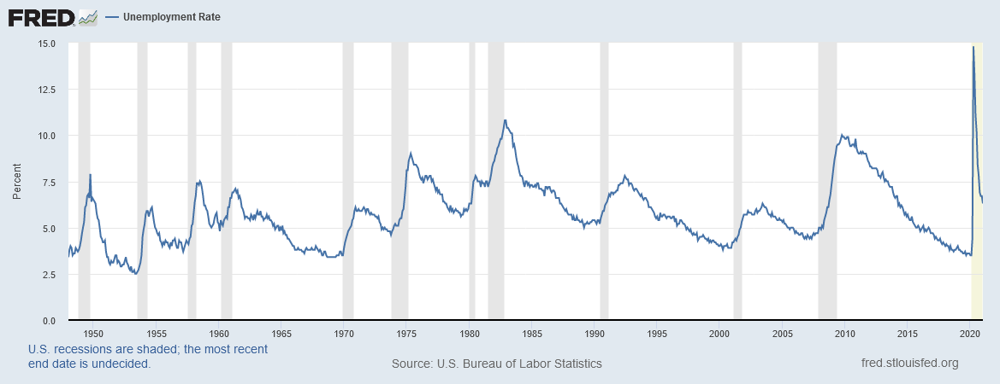 FRED Unemployment Rate
15.0
12.5
10.0
7.5
5.0
2.5
0.0
Percent
1950 1955 1960 1965 1970 1975 1980 1985 1990 1995 2000 2005 2010 2015 2020
U.S. recessions are shaded; the most recent
end date is undecided.
Source: U.S. Bureau of Labor Statistics
fred.stlouisfed.org